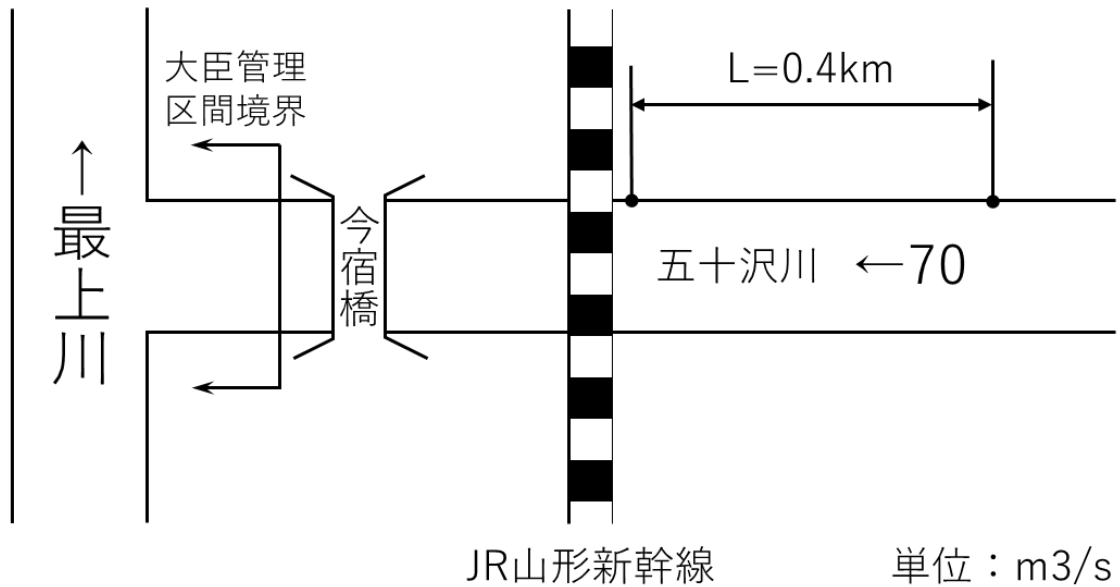 大臣管理
区間境界
L=0.4km
↑最上川
今宿橋
五十沢川 ←70
JR山形新幹線
単位：m3/s